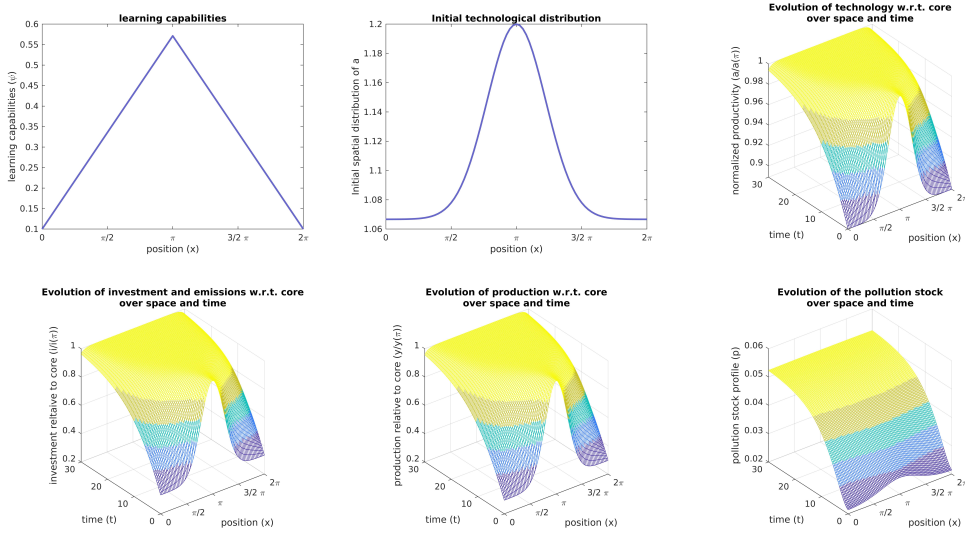 learning capabilities
0.6
0.55
0.5
0.45
0.4
0.35
0.3
0.25
0.2
0.15
0.1
0
π/2
π
3/2 π
2π
learning capabilities (ψ)
position (x)
Initial technological distribution
1.2
1.18
1.16
1.14
1.12
1.1
1.08
1.06
0
π/2
π
3/2 π
2π
Initial spatial distribution of a
position (x)
Evolution of technology w.r.t. core
over space and time
1
0.98
0.96
0.94
0.92
0.9
30
20
10
0
0
π/2
π
3/2 π
2π
normalized productivity (a/a(π))
time (t)
position (x)
Evolution of investment and emissions w.r.t. core
over space and time
1
0.8
0.6
0.4
0.2
30
20
10
0
0
π/2
π
3/2 π
2π
investment reltaive to core (i/i(π))
time (t)
position (x)
Evolution of production w.r.t. core
over space and time
1
0.8
0.6
0.4
0.2
30
20
10
0
0
π/2
π
3/2 π
2π
production relative to core (y/y(π))
time (t)
position (x)
Evolution of the pollution stock
over space and time
0.06
0.05
0.04
0.03
0.02
30
20
10
0
0
π/2
π
3/2 π
2π
pollution stock profile (p)
time (t)
position (x)